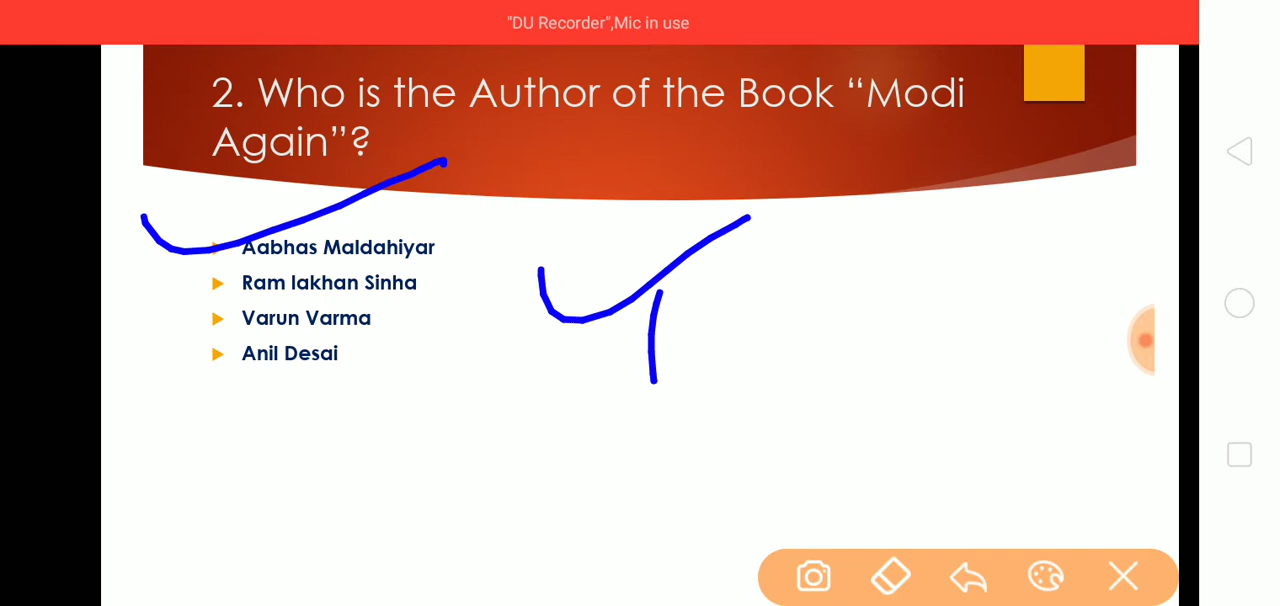 "DU Recorder",Mic in use
2. Who is the Author of the Book “Modi
Again”?
Aabhas Maldahiyar
Ram lakhan Sinha
Varun Varma
Anil Desai